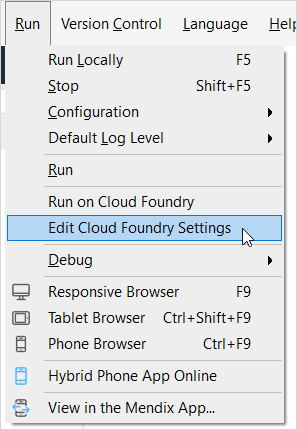 Run Version Control Language Help
Run Locally F5
Stop Shift+F5
Configuration
Default Log Level
Run
Run on Cloud Foundry
Edit Cloud Foundry Settings
Debug
Responsive Browser F9
Tablet Browser Ctrl+Shift+F9
Phone Browser Ctrl+F9
Hybrid Phone App Online
View in the Mendix App...